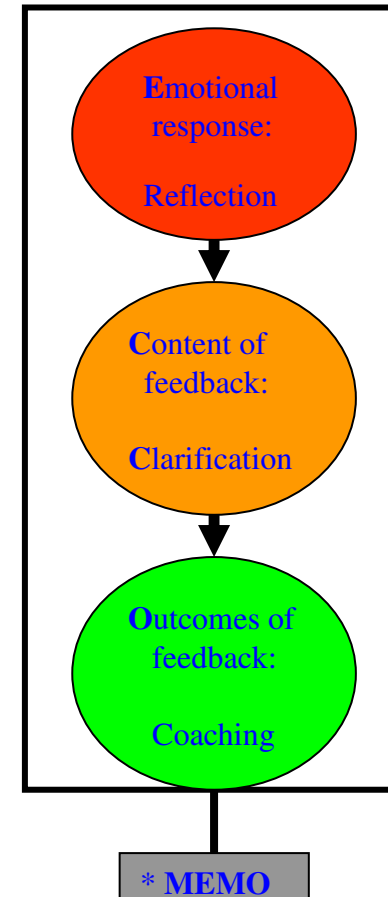 Emotional
response:
Reflection
Content of
feedback:
Clarification
Outcomes of
feedback:
Coaching
* MEMO